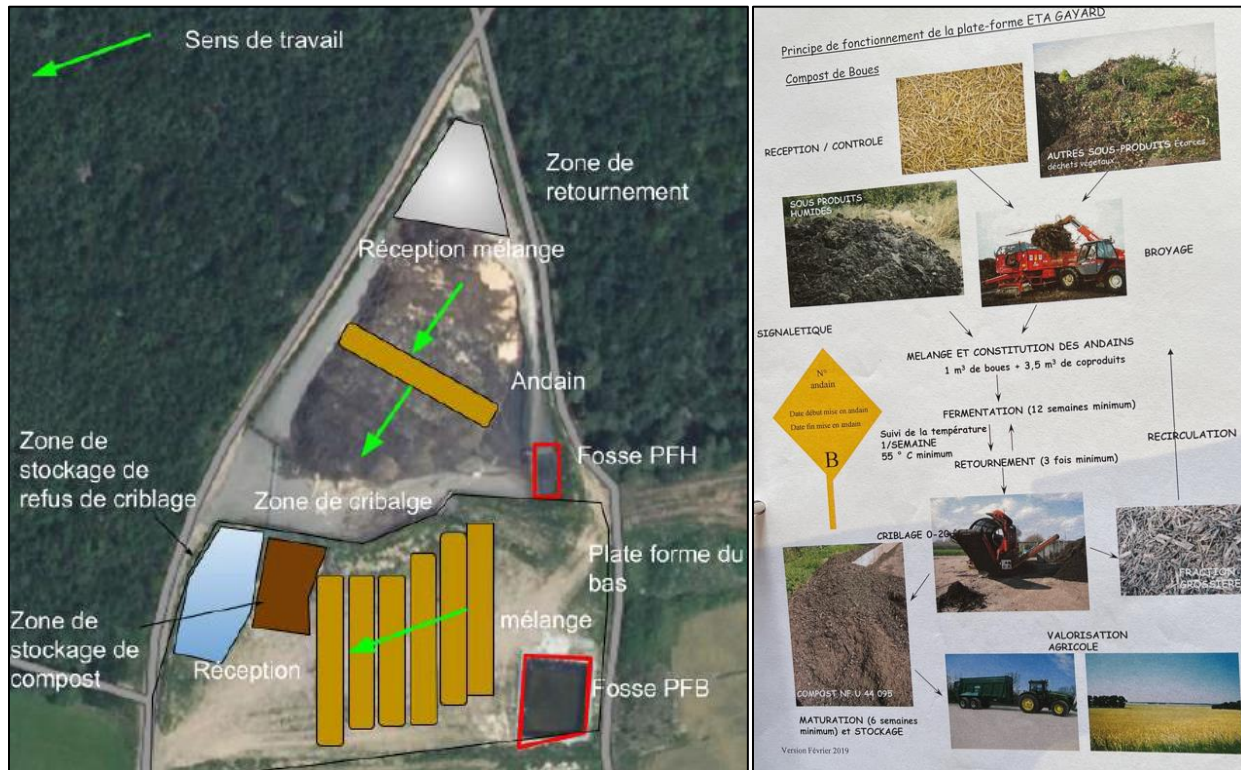 Sens de travail
Zone de
retournement
Réception mélange
Andain
Zone de
stockage de
refus de criblage
Fosse PFH
Zone de cribalge
Plate forme du
bas
mélange
Zone de
stockage de
compost
Réception
Fosse PFB
Principe de fonctionnement de la plate-forme ETA GAYARD
Compost de Boues
RECEPTION / CONTROLE
AUTRES SOUS-PRODUITS Ecorces,
déchets végétaux...
SOUS PRODUITS
HUMIDES
BROYAGE
SIGNALETIQUE
MELANGE ET CONSTITUTION DES ANDAINS
1 m³ de boues + 3,5 m³ de coproduits
N°
andain
Date début mise en andain
Date fin mise en andain
B
FERMENTATION (12 semaines minimum)
Suivi de la température
1/SEMAINE
55 ° C minimum
RETOURNEMENT (3 fois minimum)
RECIRCULATION
CRIBLAGE 0-20
FRACTION
GROSSIERE
COMPOST NF U 44 095
VALORISATION
AGRICOLE
MATURATION (6 semaines
minimum) et STOCKAGE
Version Février 2019